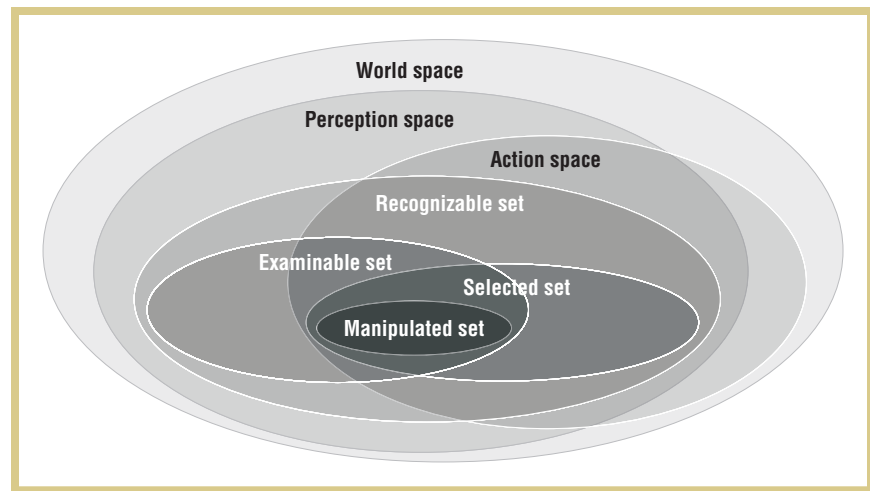 World space
Perception space
Action space
Recognizable set
Examinable set
Selected set
Manipulated set